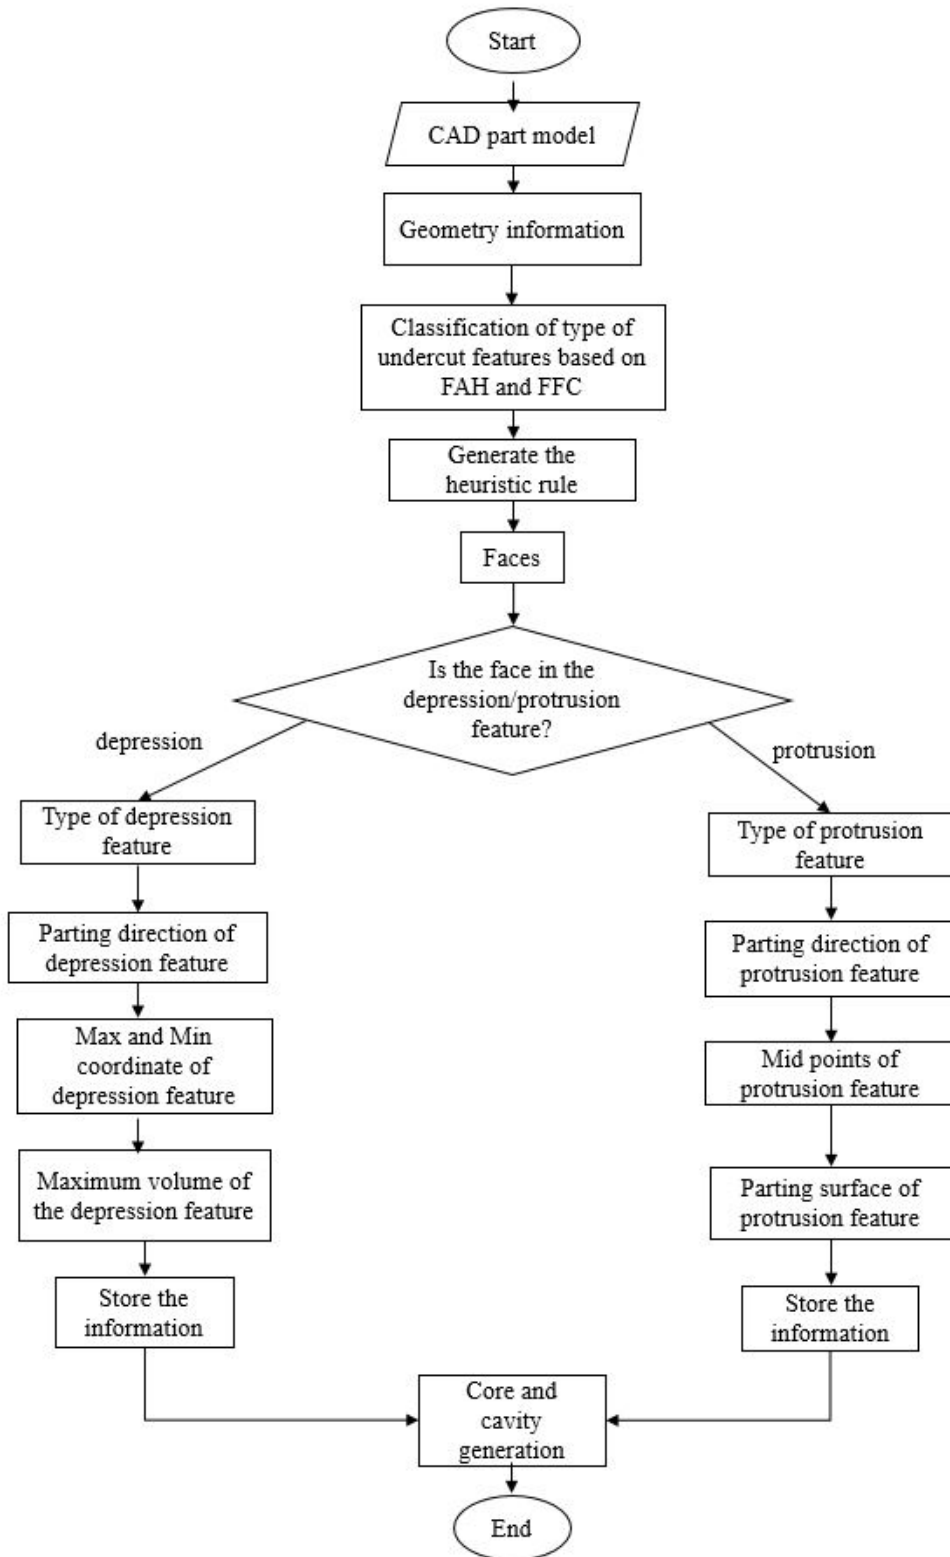 Start
CAD part model
Geometry information
Classification of type of
undercut features based on
FAH and FFC
Generate the
heuristic rule
Faces
Is the face in the
depression/protrusion
feature?
depression
protrusion
Type of depression
feature
Parting direction of
depression feature
Max and Min
coordinate of
depression feature
Maximum volume of
the depression feature
Store the
information
Type of protrusion
feature
Parting direction of
protrusion feature
Mid points of
protrusion feature
Parting surface of
protrusion feature
Store the
information
Core and
cavity
generation
End